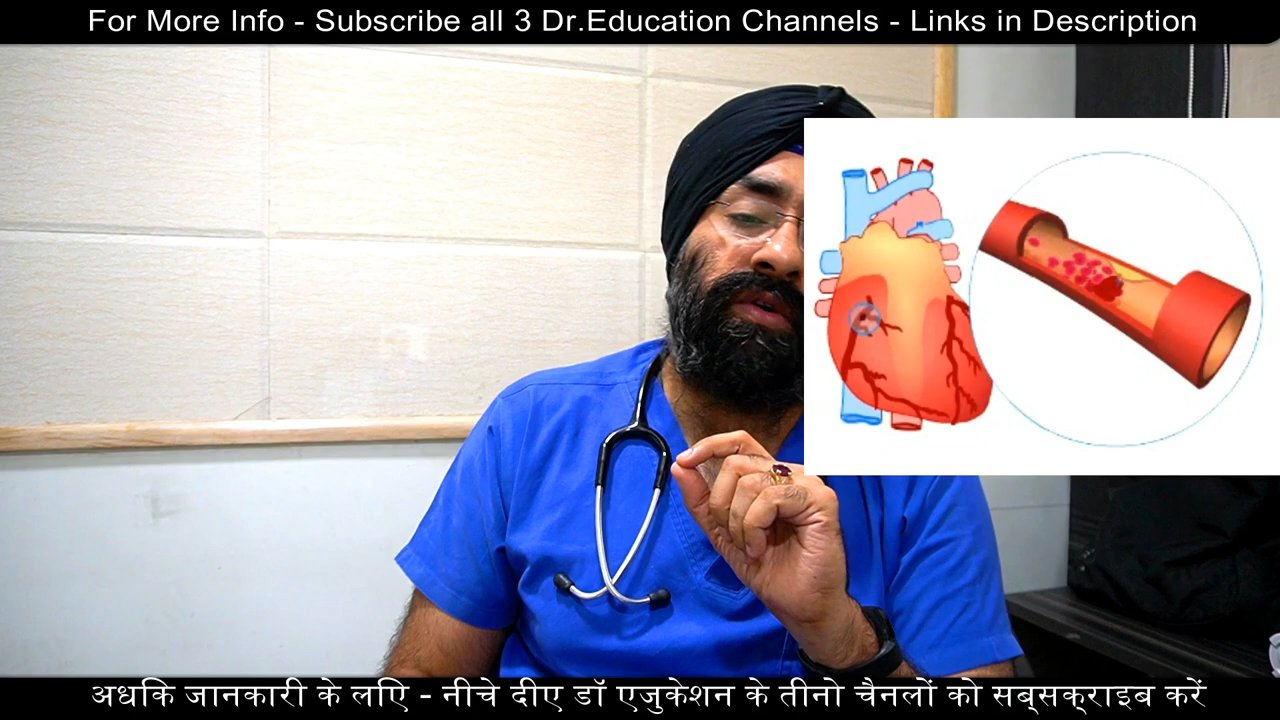 For More Info - Subscribe all 3 Dr.Education Channels - Links in Description
अधकि जानकारी के लएि - नीचे दीए डॉ एजुकेशन के तीनो चैनलों को सब्सक्राइब करें